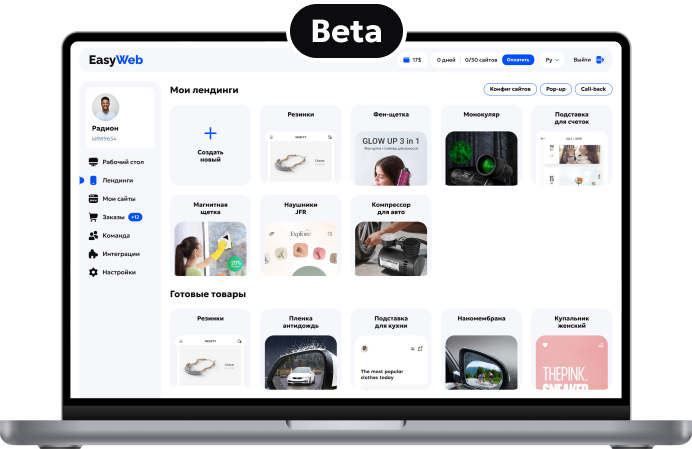 Beta
EasyWeb
17$
0 дней
0/50 сайтов
Оплатить
Ру
Выйти
Мои лендинги
Конфиг сайтов
Pop-up
Call-back
Радион
id989634
Рабочий стол
Лендинги
Мои сайты
Заказы
+12
Команда
Интеграции
Настройки
Создать
новый
Резинки
Фен-щетка
GLOW UP 3 in 1
Монокуляр
Подставка
для счеток
Магнитная
щетка
-20%
Наушники
JFR
Explore
Компрессор
для авто
Готовые товары
Резинки
Пленка
антидождь
Подставка
для кухни
The most popular
clothes today
Наномембрана
Купальник
женский
THEPINK.
SNEAKER